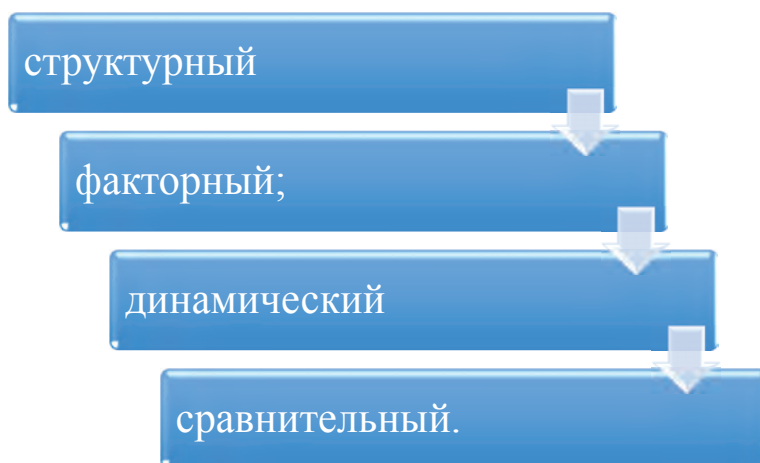 структурный
факторный;
динамический
сравнительный.